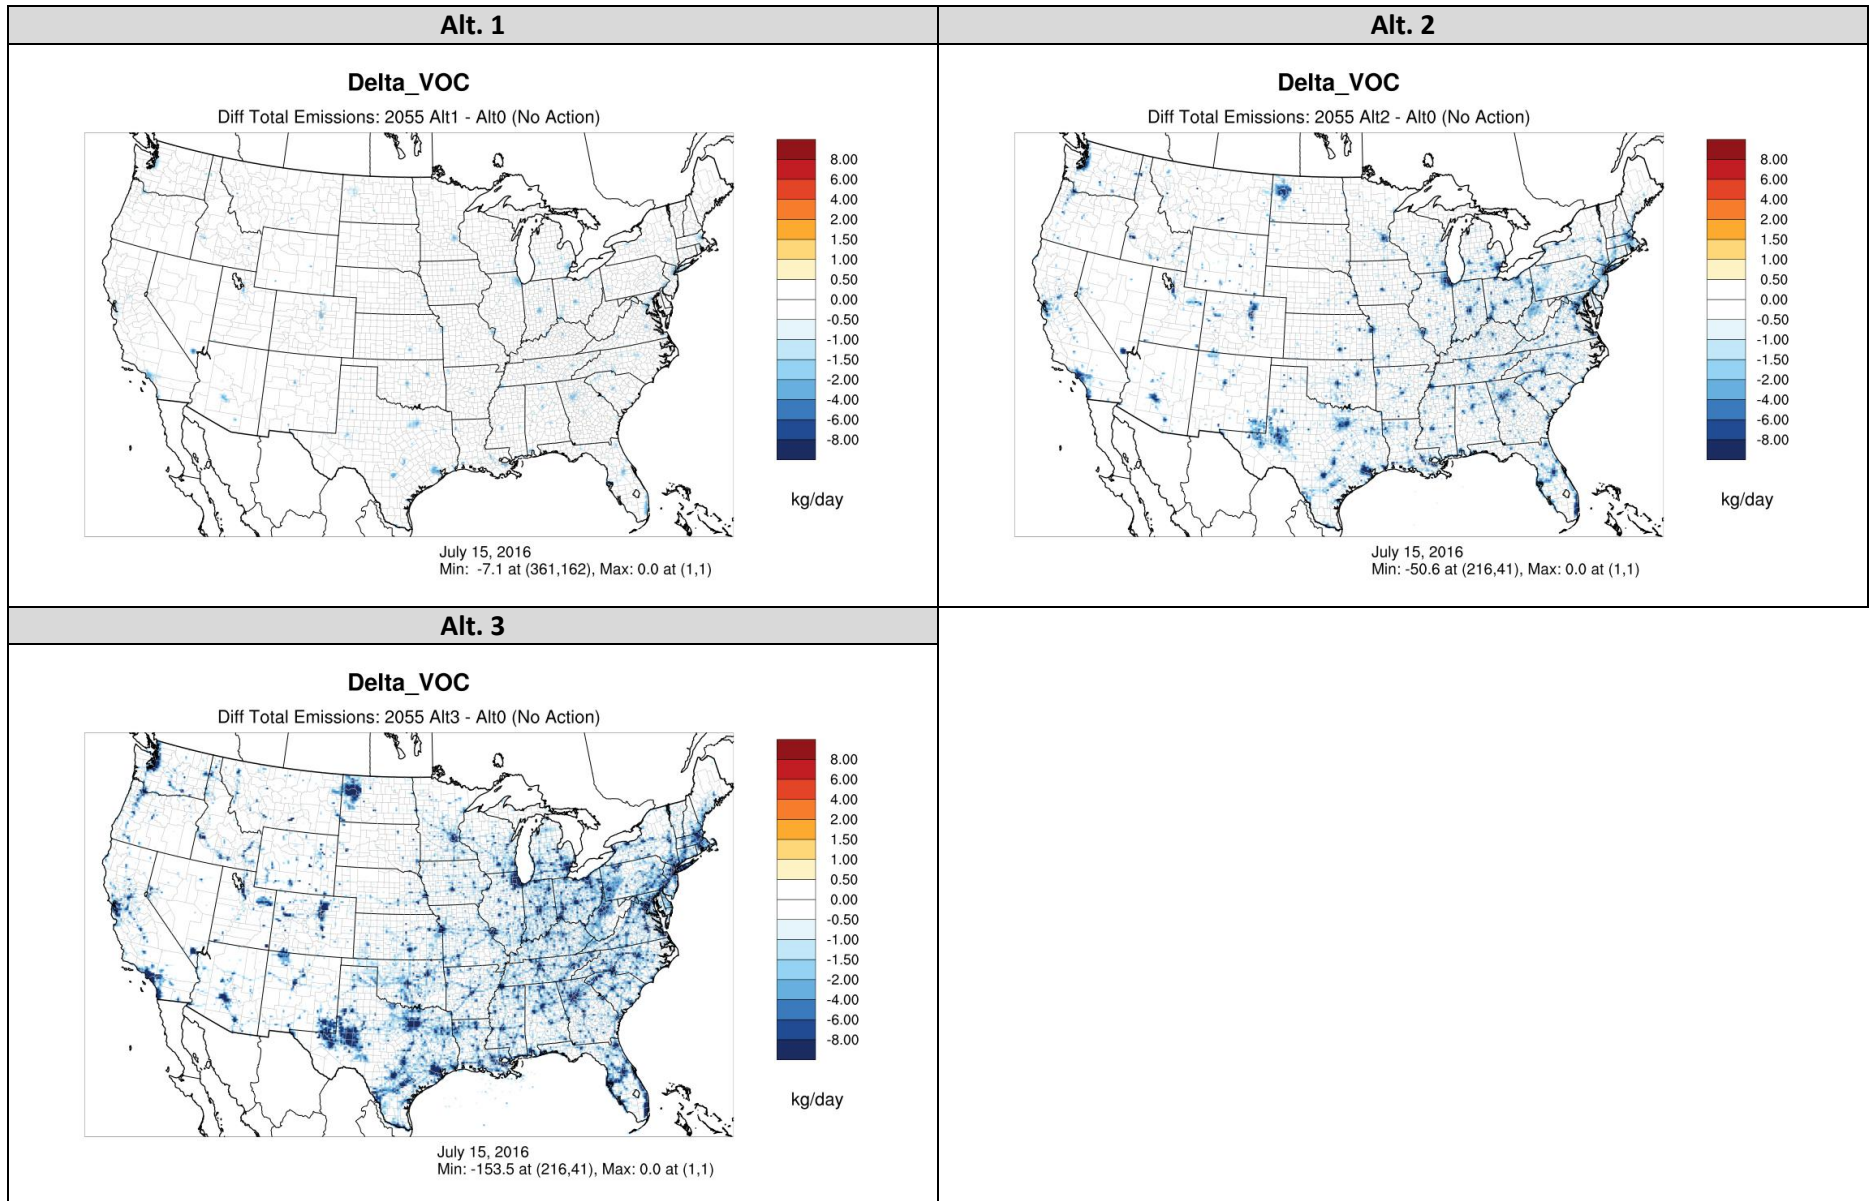 Alt. 1
Delta_VOC
Diff Total Emissions: 2055 Alt1 - Alt0 (No Action)
8.00
6.00
4.00
2.00
1.50
1.00
0.50
0.00
-0.50
-1.00
-1.50
-2.00
-4.00
-6.00
-8.00
kg/day
July 15, 2016
Min:  -7.1 at (361,162), Max: 0.0 at (1,1)
Alt. 2
Delta_VOC
Diff Total Emissions: 2055 Alt2 - Alt0 (No Action)
8.00
6.00
4.00
2.00
1.50
1.00
0.50
0.00
-0.50
-1.00
-1.50
-2.00
-4.00
-6.00
-8.00
kg/day
July 15, 2016
Min: -50.6 at (216,41), Max: 0.0 at (1,1)
Alt. 3
Delta_VOC
Diff Total Emissions: 2055 Alt3 - Alt0 (No Action)
8.00
6.00
4.00
2.00
1.50
1.00
0.50
0.00
-0.50
-1.00
-1.50
-2.00
-4.00
-6.00
-8.00
kg/day
July 15, 2016
Min: -153.5 at (216,41), Max: 0.0 at (1,1)